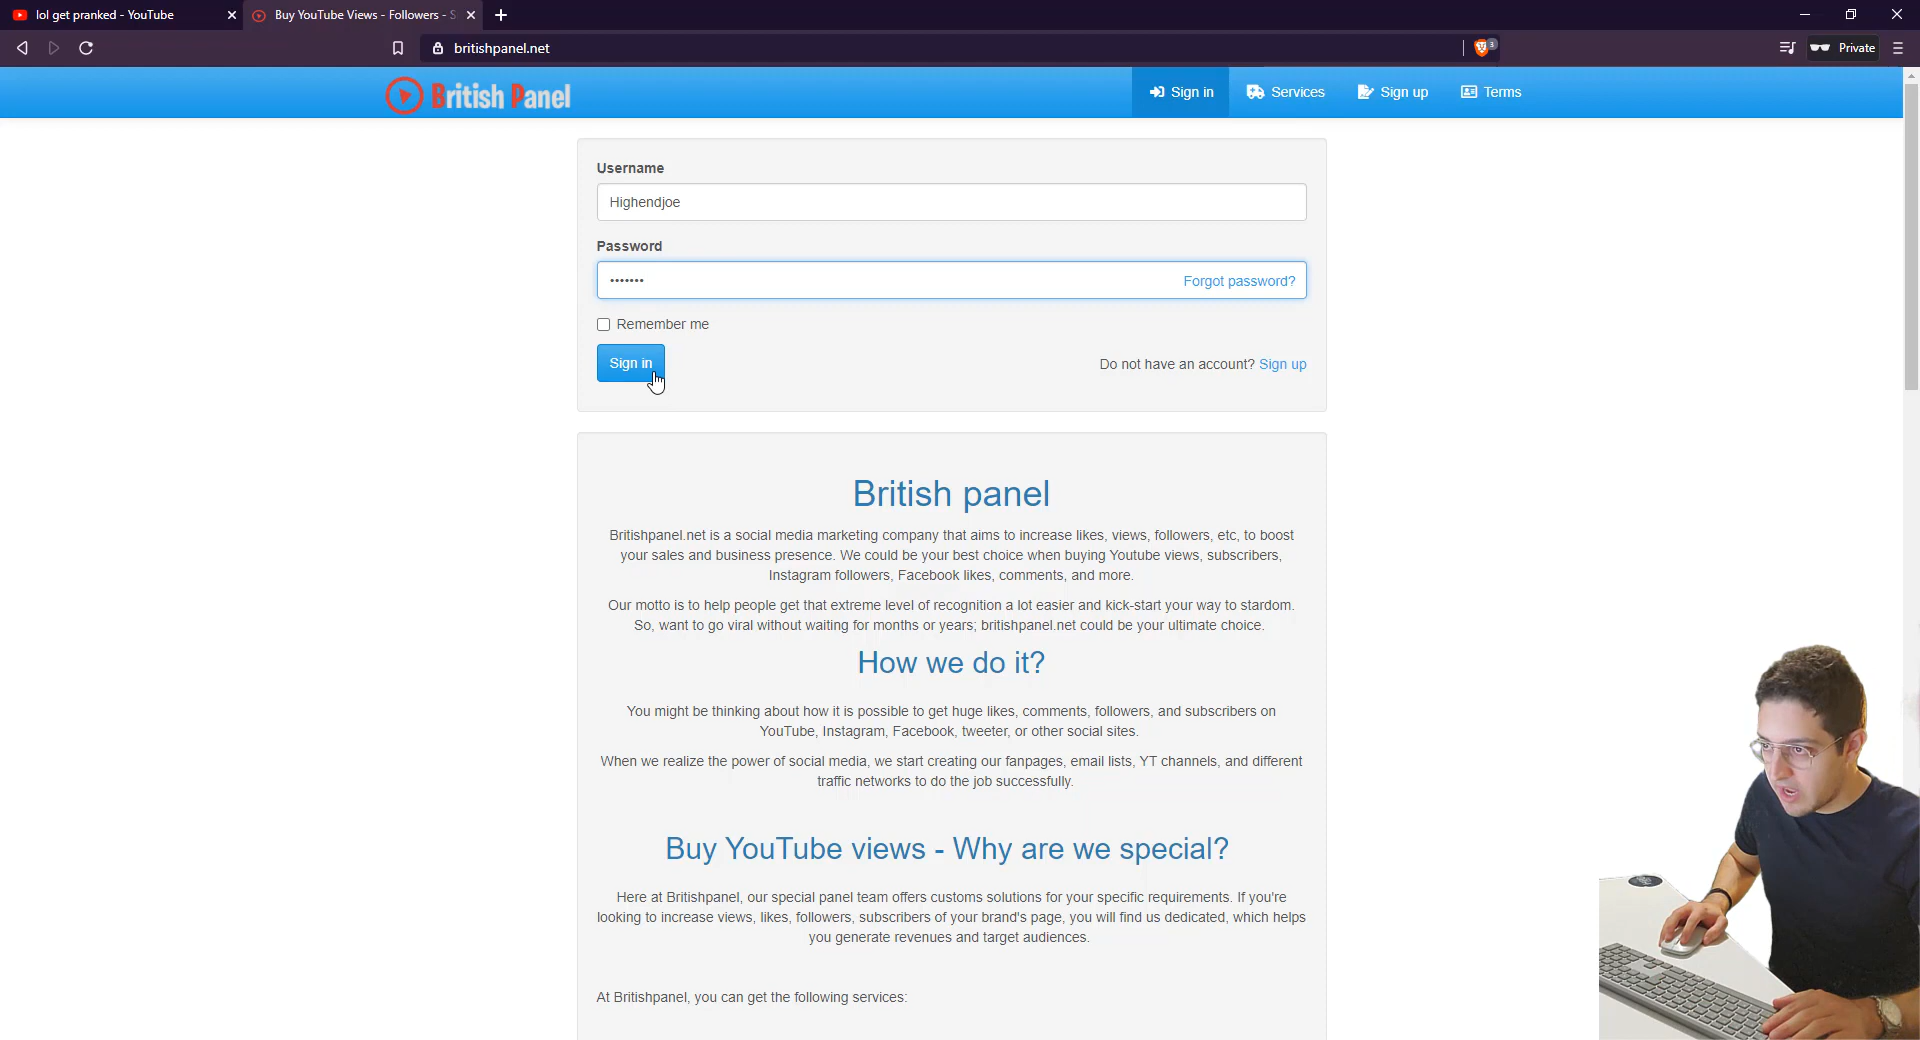 lol get pranked - YouTube
Buy YouTube Views - Followers - S
britishpanel.net
3
Private
British Panel
Sign in
Services
Sign up
Terms
Username
Highendjoe
Password
•••••••
Forgot password?
Remember me
Sign in
Do not have an account? Sign up
British panel
Britishpanel.net is a social media marketing company that aims to increase likes, views, followers, etc, to boost
your sales and business presence. We could be your best choice when buying Youtube views, subscribers,
Instagram followers, Facebook likes, comments, and more.
Our motto is to help people get that extreme level of recognition a lot easier and kick-start your way to stardom.
So, want to go viral without waiting for months or years; britishpanel.net could be your ultimate choice.
How we do it?
You might be thinking about how it is possible to get huge likes, comments, followers, and subscribers on
YouTube, Instagram, Facebook, tweeter, or other social sites.
When we realize the power of social media, we start creating our fanpages, email lists, YT channels, and different
traffic networks to do the job successfully.
Buy YouTube views - Why are we special?
Here at Britishpanel, our special panel team offers customs solutions for your specific requirements. If you're
looking to increase views, likes, followers, subscribers of your brand's page, you will find us dedicated, which helps
you generate revenues and target audiences.
At Britishpanel, you can get the following services: